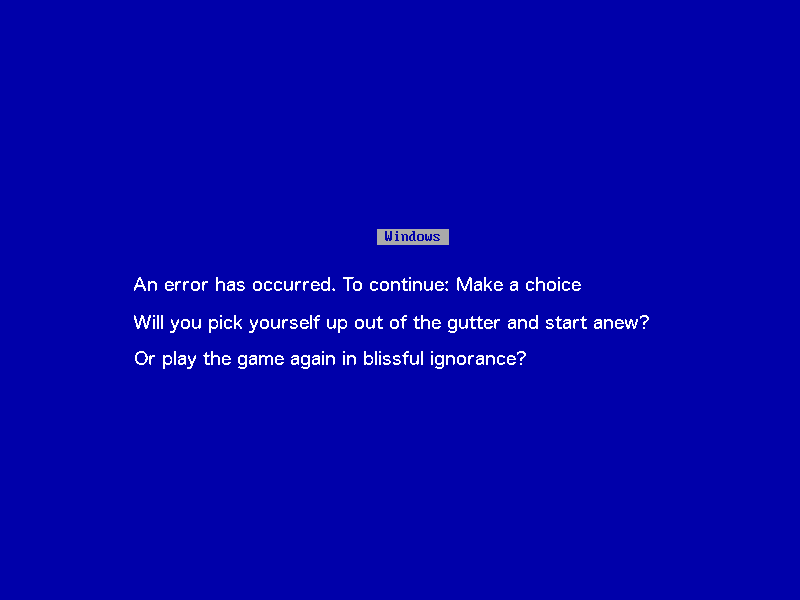 Windows
An error has occurred. To continue: Make a choice
Will you pick yourself up out of the gutter and start anew?
Or play the game again in blissful ignorance?